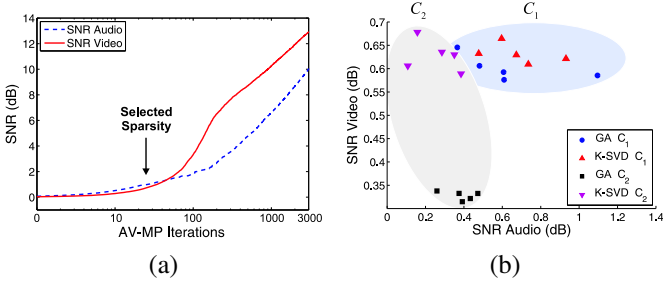 (a)
14
12
10
8
6
4
2
0
SNR (dB)
SNR Audio
SNR Video
Selected
Sparsity
0
10
100
1000
3000
AV-MP Iterations
(a)
(b)
C2
C1
0.7
0.65
0.6
0.55
0.5
0.45
0.4
0.35
SNR Video (dB)
GA C1
K-SVD C1
GA C2
K-SVD C2
0
0.2
0.4
0.6
0.8
1
1.2
1.4
SNR Audio (dB)
(b)